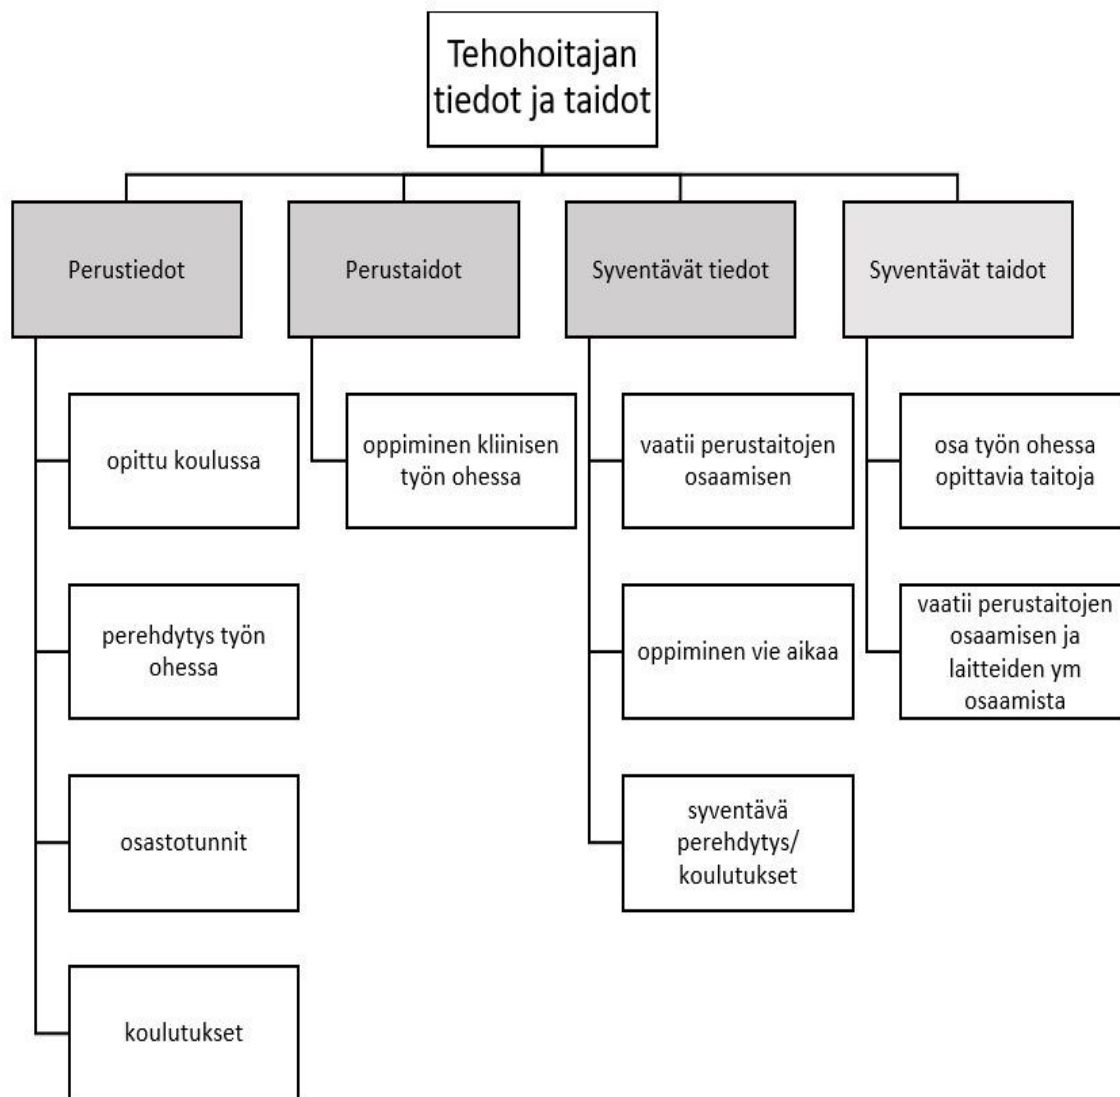 Tehohoitajan
tiedot ja taidot
Perustiedot
Perustaidot
Syventävät tiedot
Syventävät taidot
opittu koulussa
perehdytys työn
ohessa
osastotunnit
koulutukset
oppiminen kliinisen
työn ohessa
vaatii perustaitojen
osaamisen
oppiminen vie aikaa
syventävä
perehdytys/
koulutukset
osa työn ohessa
opittavia taitoja
vaatii perustaitojen
osaamisen ja
laitteiden ym
osaamista